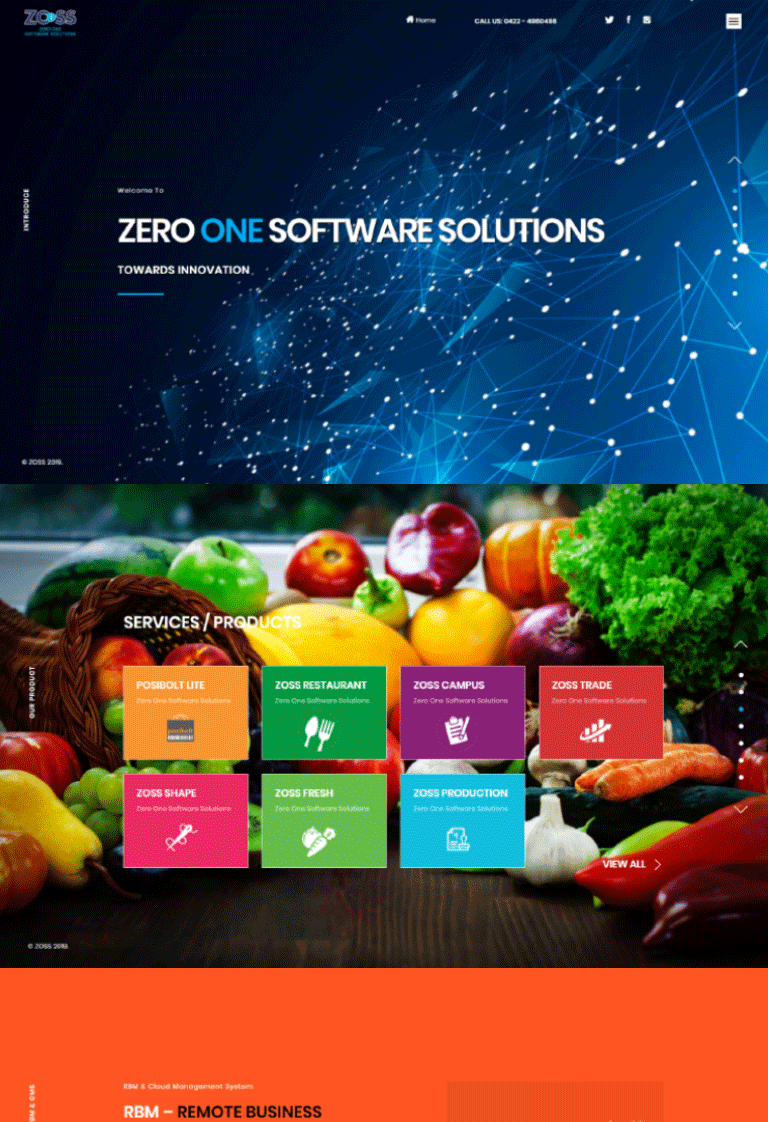 ZOSS
ZERO ONE
SOFTWARE SOLUTIONS
Home
CALL US: 0422 - 4960498
INTRODUCE
Welcome To
ZERO ONE SOFTWARE SOLUTIONS
TOWARDS INNOVATION_
© ZOSS 2019.
SERVICES / PRODUCTS
OUR PRODUCT
POSIBOLT LITE
Zero One Software Solutions
posibolt
ZOSS RESTAURANT
Zero One Software Solutions
ZOSS CAMPUS
Zero One Software Solutions
ZOSS TRADE
Zero One Software Solutions
ZOSS SHAPE
Zero One Software Solutions
ZOSS FRESH
Zero One Software Solutions
ZOSS PRODUCTION
Zero One Software Solutions
VIEW ALL
© ZOSS 2019.
RBM & Cloud Management System
RBM – REMOTE BUSINESS